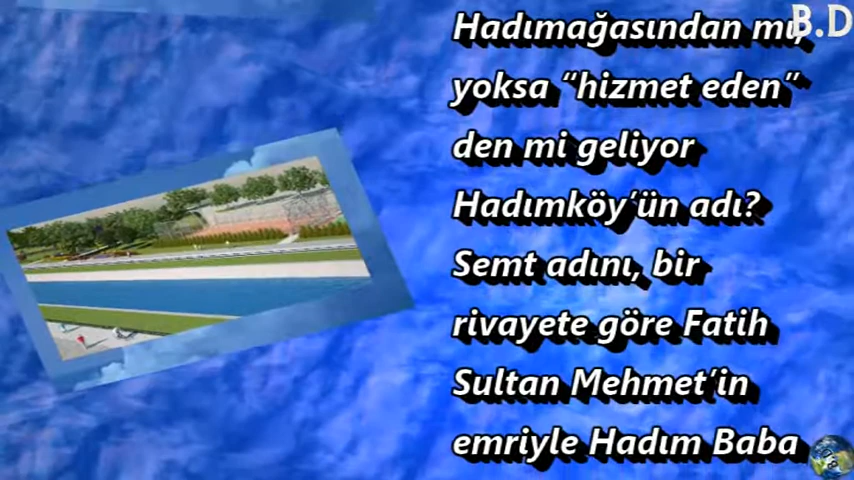 B.D
Hadımağasından mı,
yoksa “hizmet eden”
den mi geliyor
Hadımköy’ün adı?
Semt adını, bir
rivayete göre Fatih
Sultan Mehmet’in
emriyle Hadım Baba